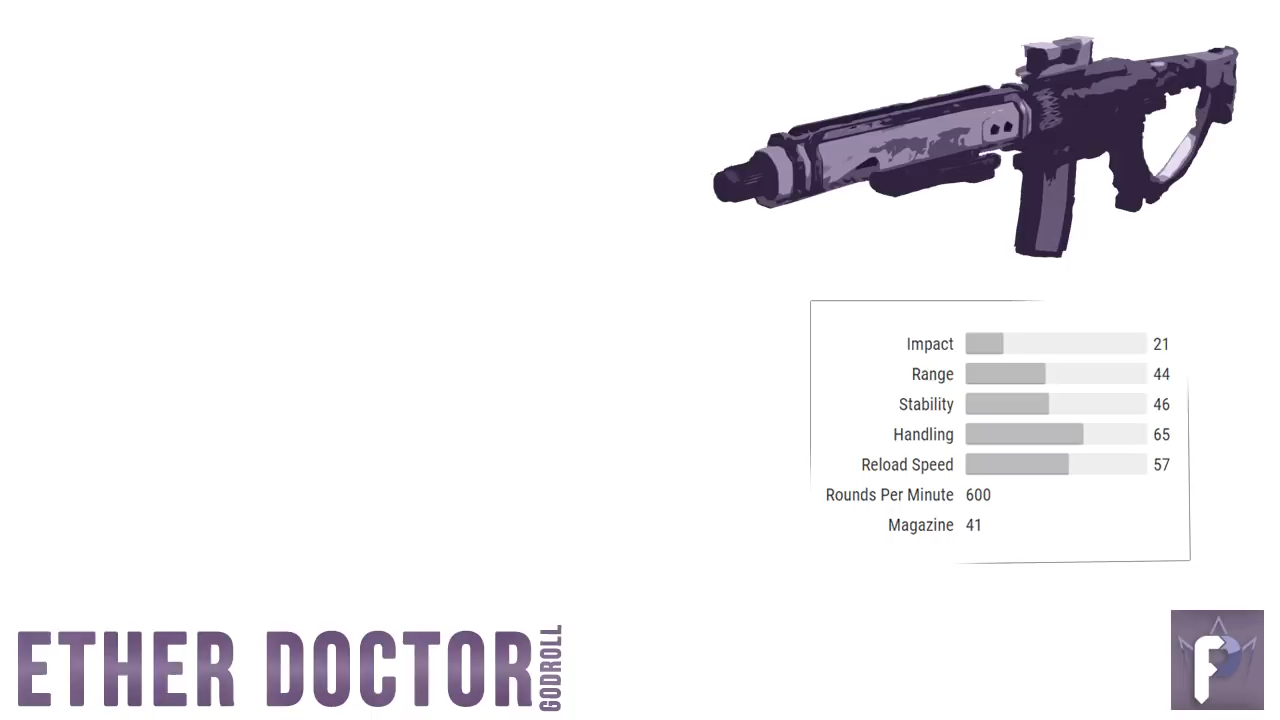 Impact 21
Range 44
Stability 46
Handling 65
Reload Speed 57
Rounds Per Minute 600
Magazine 41
ETHER DOCTOR GODROLL